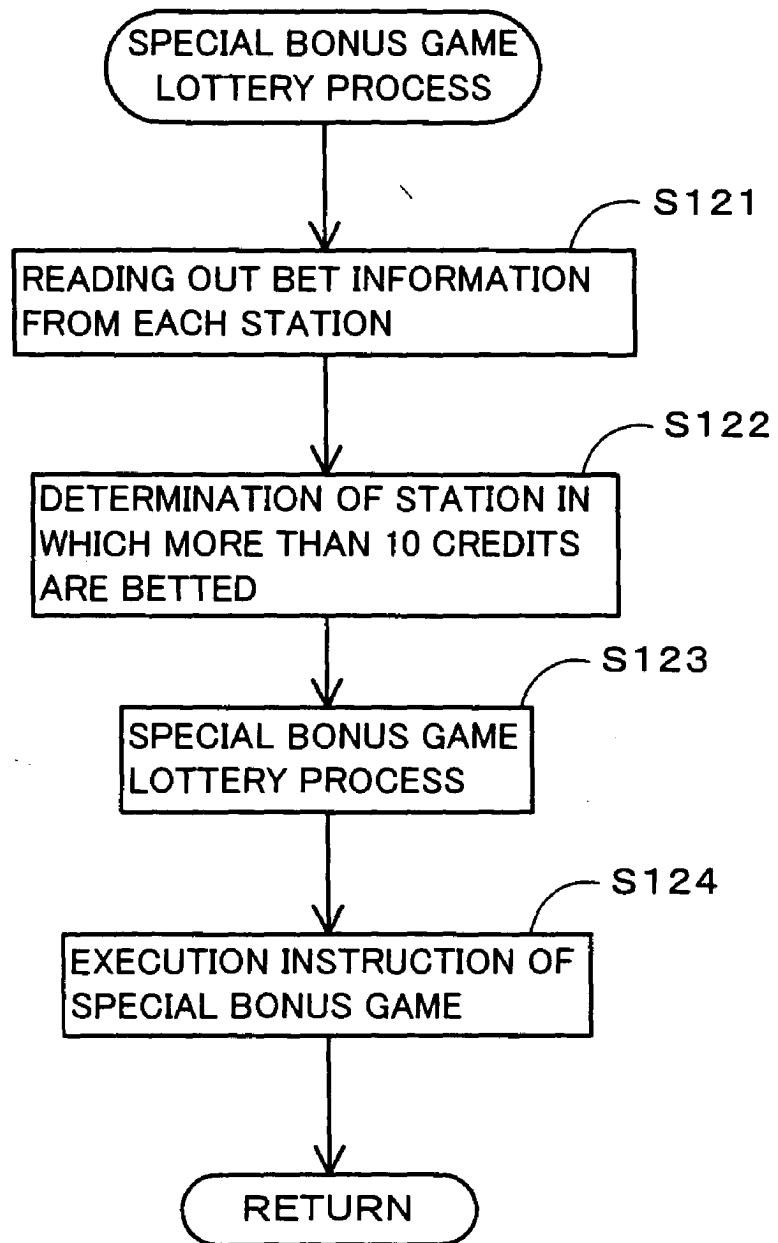 SPECIAL BONUS GAME
LOTTERY PROCESS
S121
READING OUT BET INFORMATION
FROM EACH STATION
S122
DETERMINATION OF STATION IN
WHICH MORE THAN 10 CREDITS
ARE BETTED
S123
SPECIAL BONUS GAME
LOTTERY PROCESS
S124
EXECUTION INSTRUCTION OF
SPECIAL BONUS GAME
RETURN